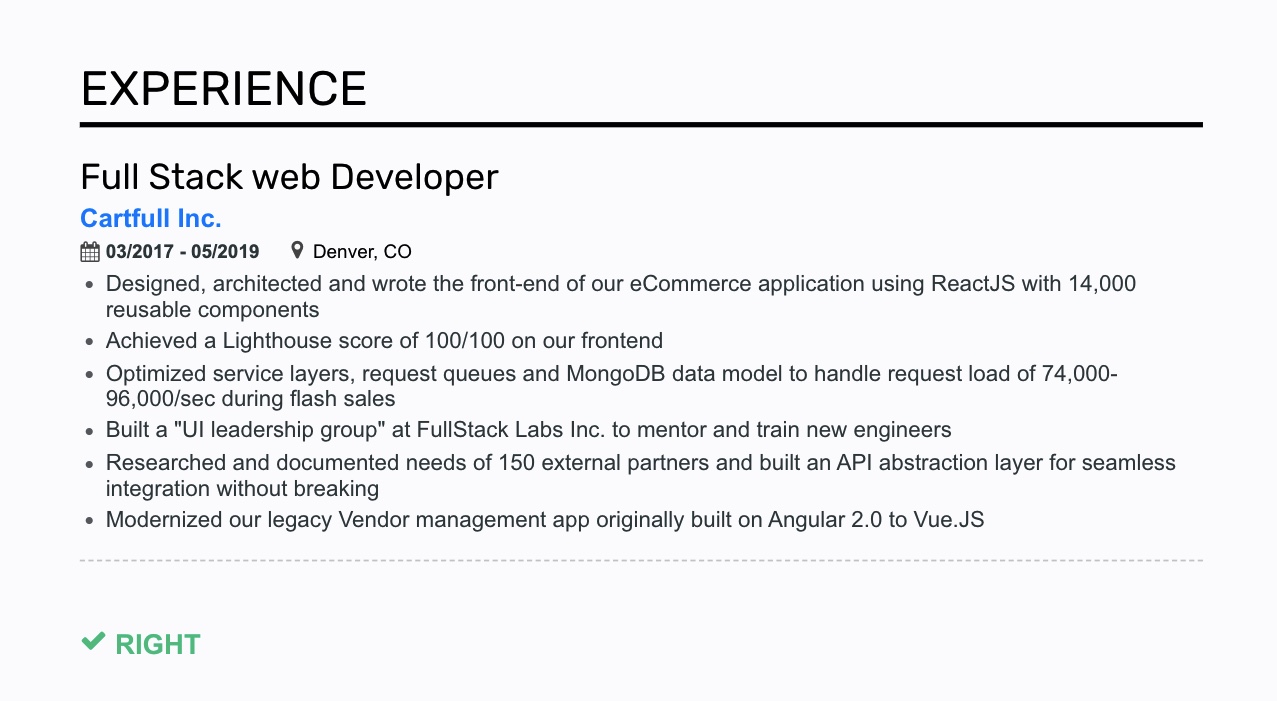 EXPERIENCE
Full Stack web Developer
Cartfull Inc.
03/2017 - 05/2019 Denver, CO
• Designed, architected and wrote the front-end of our eCommerce application using ReactJS with 14,000
reusable components
• Achieved a Lighthouse score of 100/100 on our frontend
• Optimized service layers, request queues and MongoDB data model to handle request load of 74,000-
96,000/sec during flash sales
• Built a "UI leadership group" at FullStack Labs Inc. to mentor and train new engineers
• Researched and documented needs of 150 external partners and built an API abstraction layer for seamless
integration without breaking
• Modernized our legacy Vendor management app originally built on Angular 2.0 to Vue.JS
RIGHT